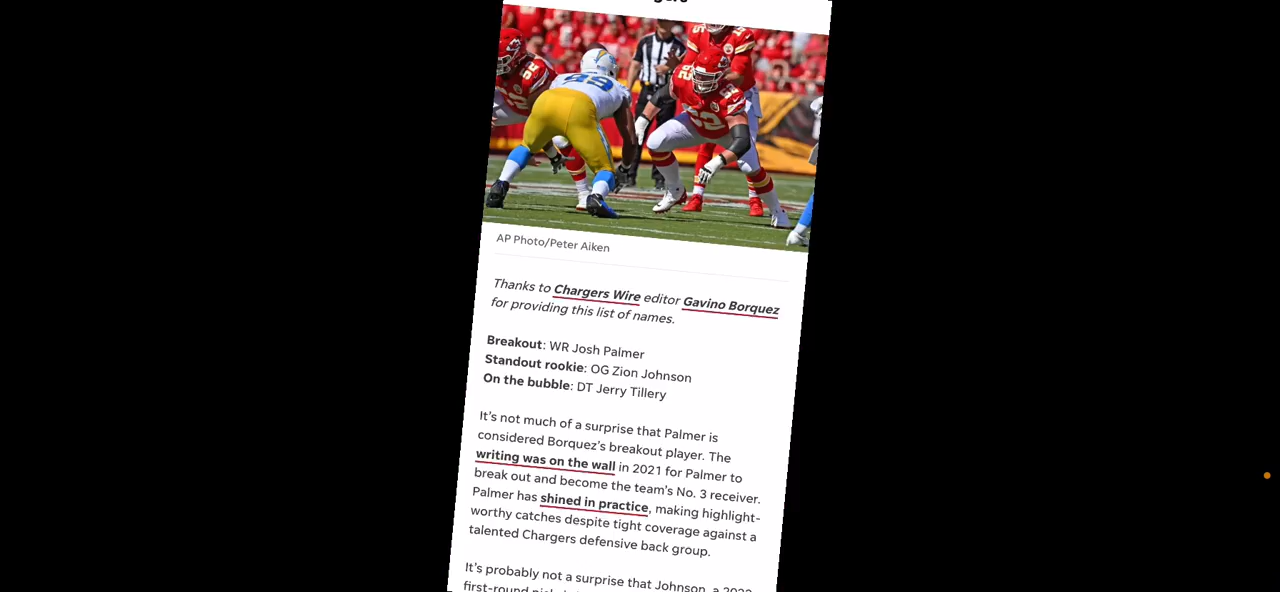 AP Photo/Peter Aiken
Thanks to Chargers Wire editor Gavino Borquez
for providing this list of names.
Breakout: WR Josh Palmer
Standout rookie: OG Zion Johnson
On the bubble: DT Jerry Tillery
It's not much of a surprise that Palmer is
considered Borquez's breakout player. The
writing was on the wall in 2021 for Palmer to
break out and become the team's No. 3 receiver.
Palmer has shined in practice, making highlight-
worthy catches despite tight coverage against a
talented Chargers defensive back group.
It's probably not a surprise that Johnson, a 2022
first-round
99
62
62